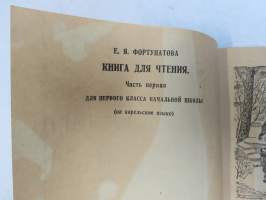 Е. Я. ФОРТУНАТОВА
КНИГА ДЛЯ ЧТЕНИЯ.
Часть первая
ДЛЯ ПЕРВОГО КЛАССА НАЧАЛЬНОЙ ШКОЛЫ
(на карельском языке)